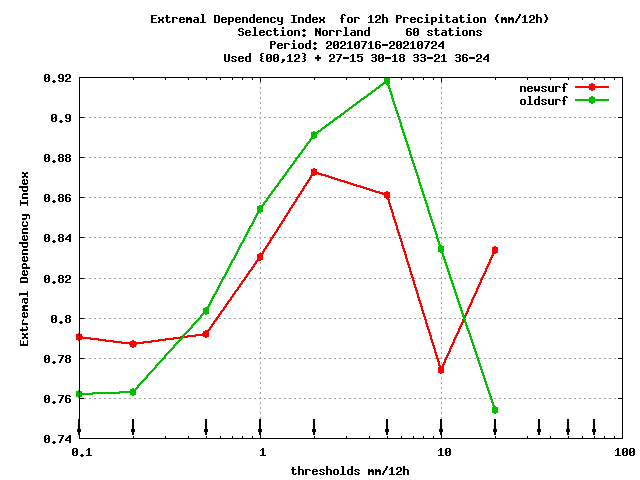 Extremal Dependency Index  for 12h Precipitation (mm/12h)
Selection: Norrland     60 stations
Period: 20210716-20210724
Used {00,12} + 27-15 30-18 33-21 36-24
newsurf
oldsurf
0.92
0.9
0.88
0.86
0.84
0.82
0.8
0.78
0.76
0.74
Extremal Dependency Index
0.1 1 10 100
thresholds mm/12h